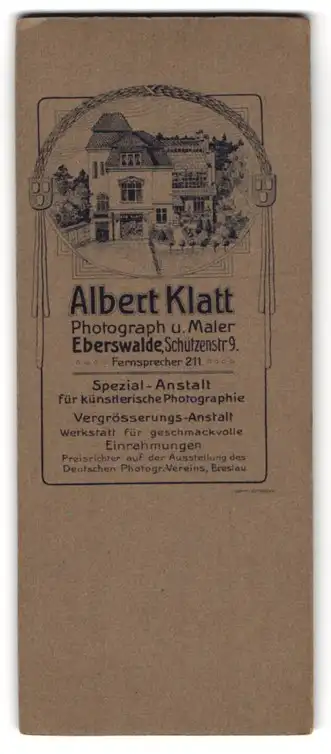 Albert Klatt
Photograph u. Maler
Eberswalde, Schützenstr 9.
Fernsprecher 211
Spezial-Anstalt
für künstlerische Photographie
Vergrösserungs-Anstalt
Werkstatt für geschmackvolle
Einrahmungen
Preisrichter auf der Ausstellung des
Deutschen Photogr. Vereins, Breslau